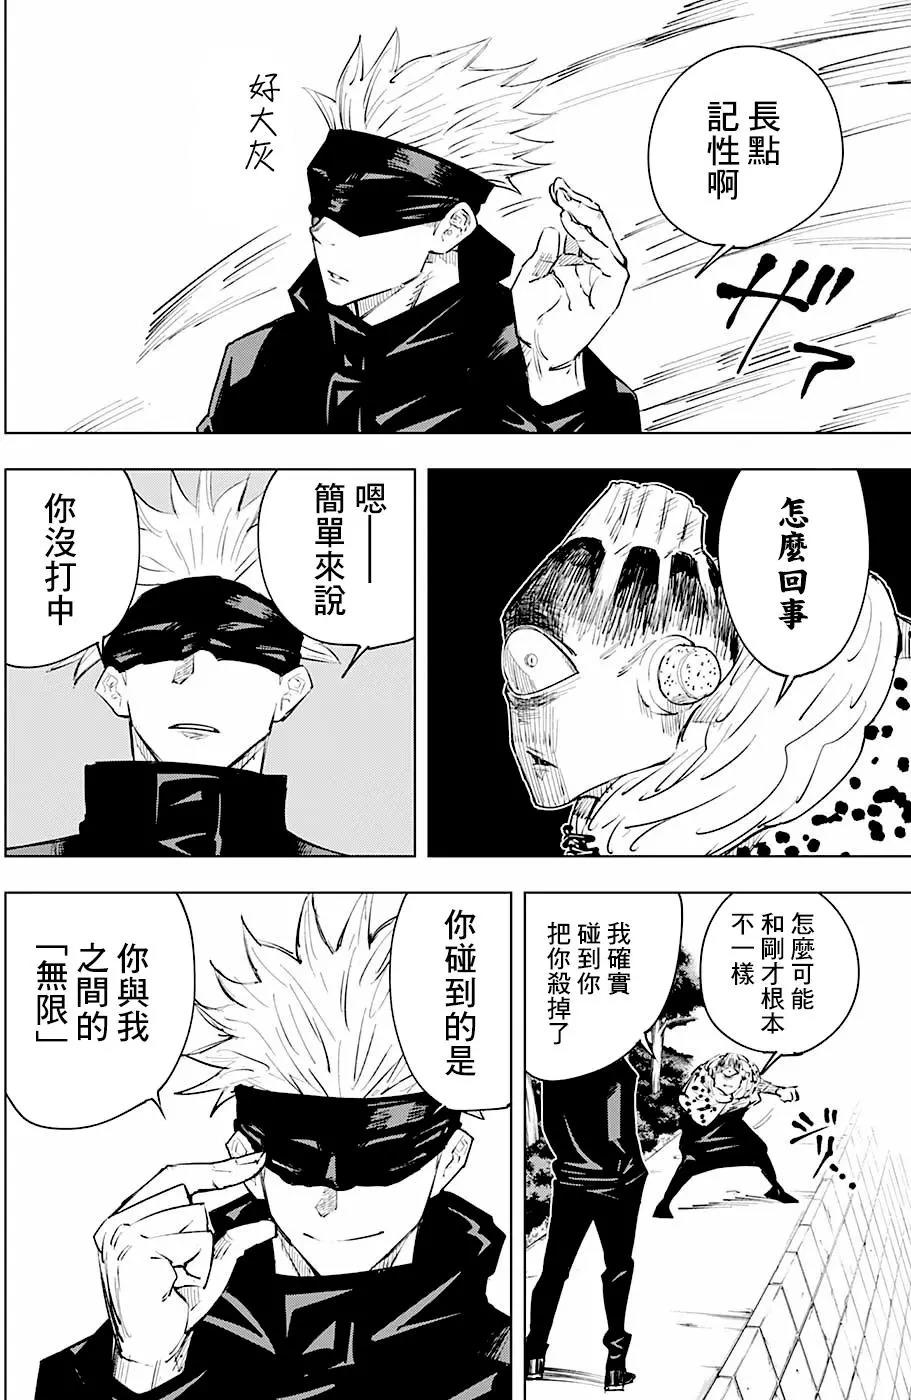 長點
記性啊
ザッ
好大灰
怎麼回事
嗯——
簡單來說
你沒打中
怎麼可能
和剛才根本
不一樣
我確實
碰到你
把你殺掉了
你碰到的是
你與我
之間的
「無限」